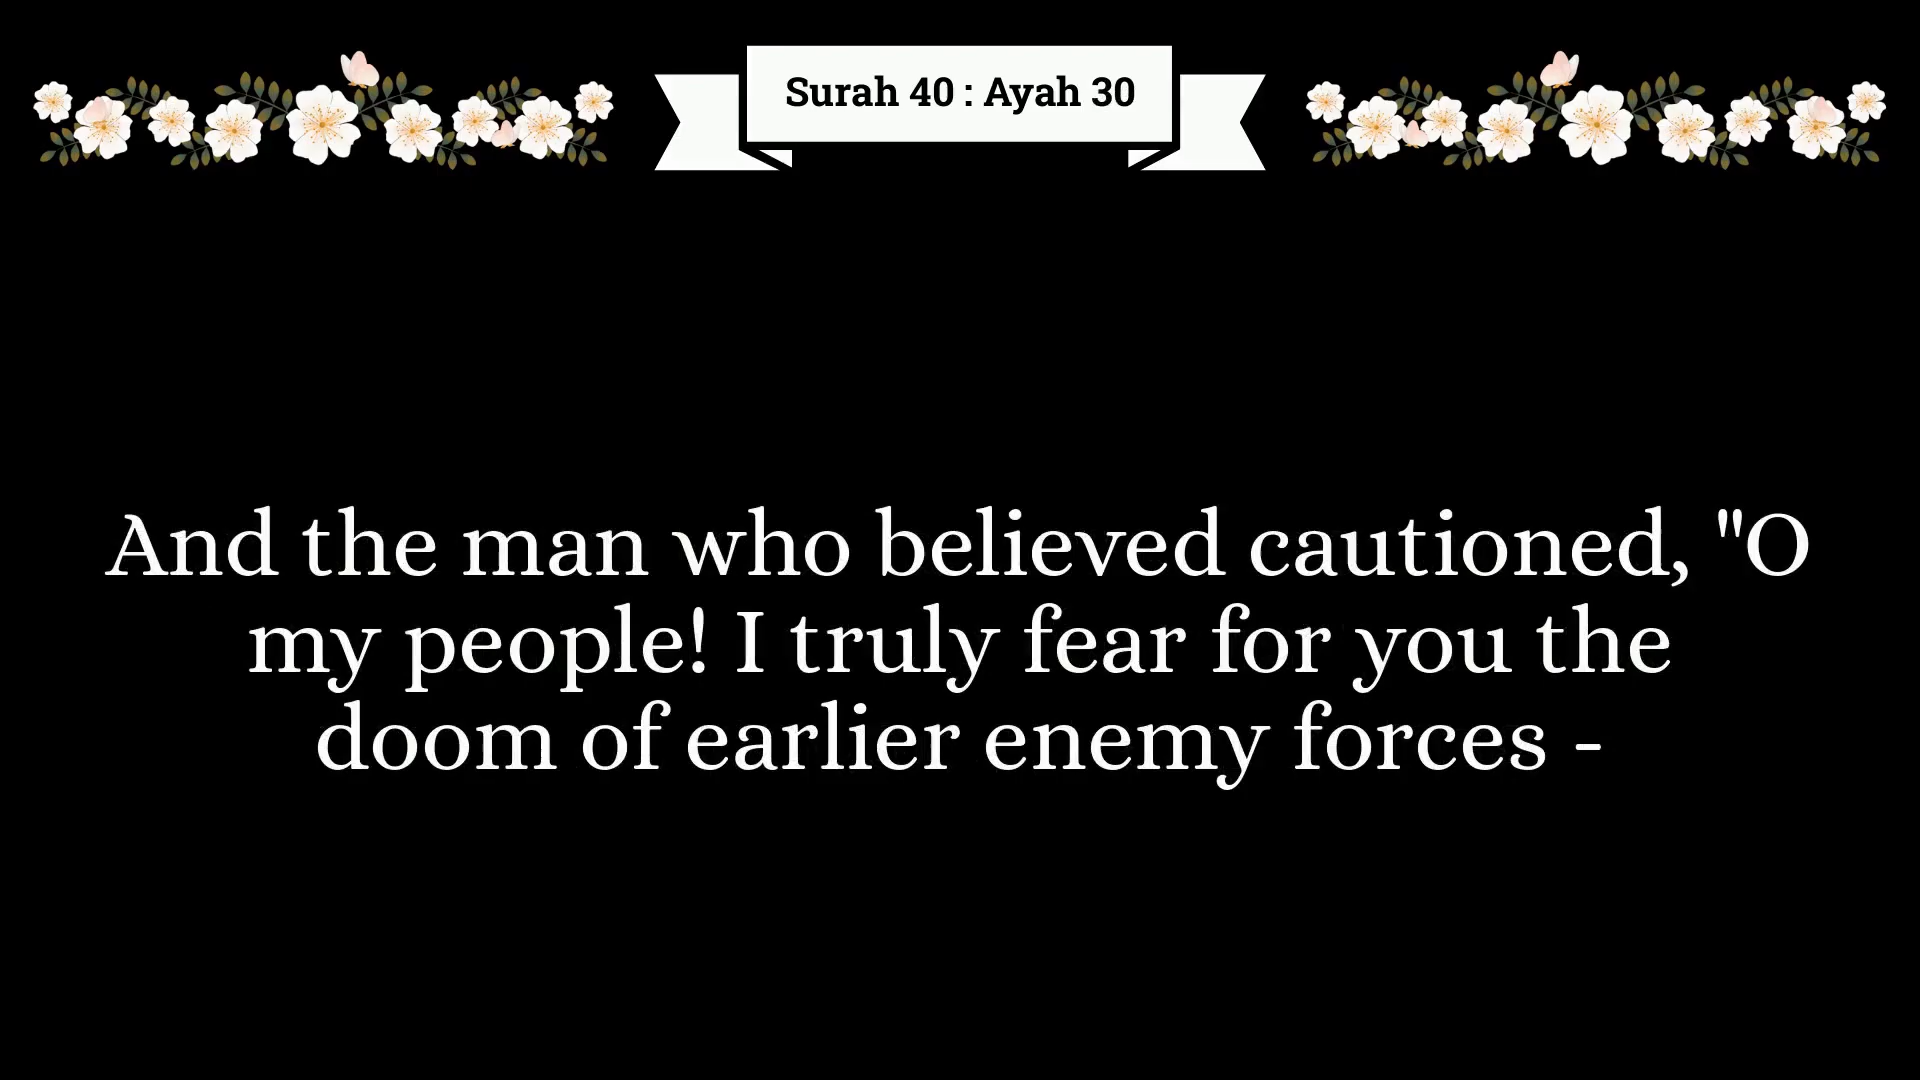 Surah 40 : Ayah 30
And the man who believed cautioned, "O
my people! I truly fear for you the
doom of earlier enemy forces -